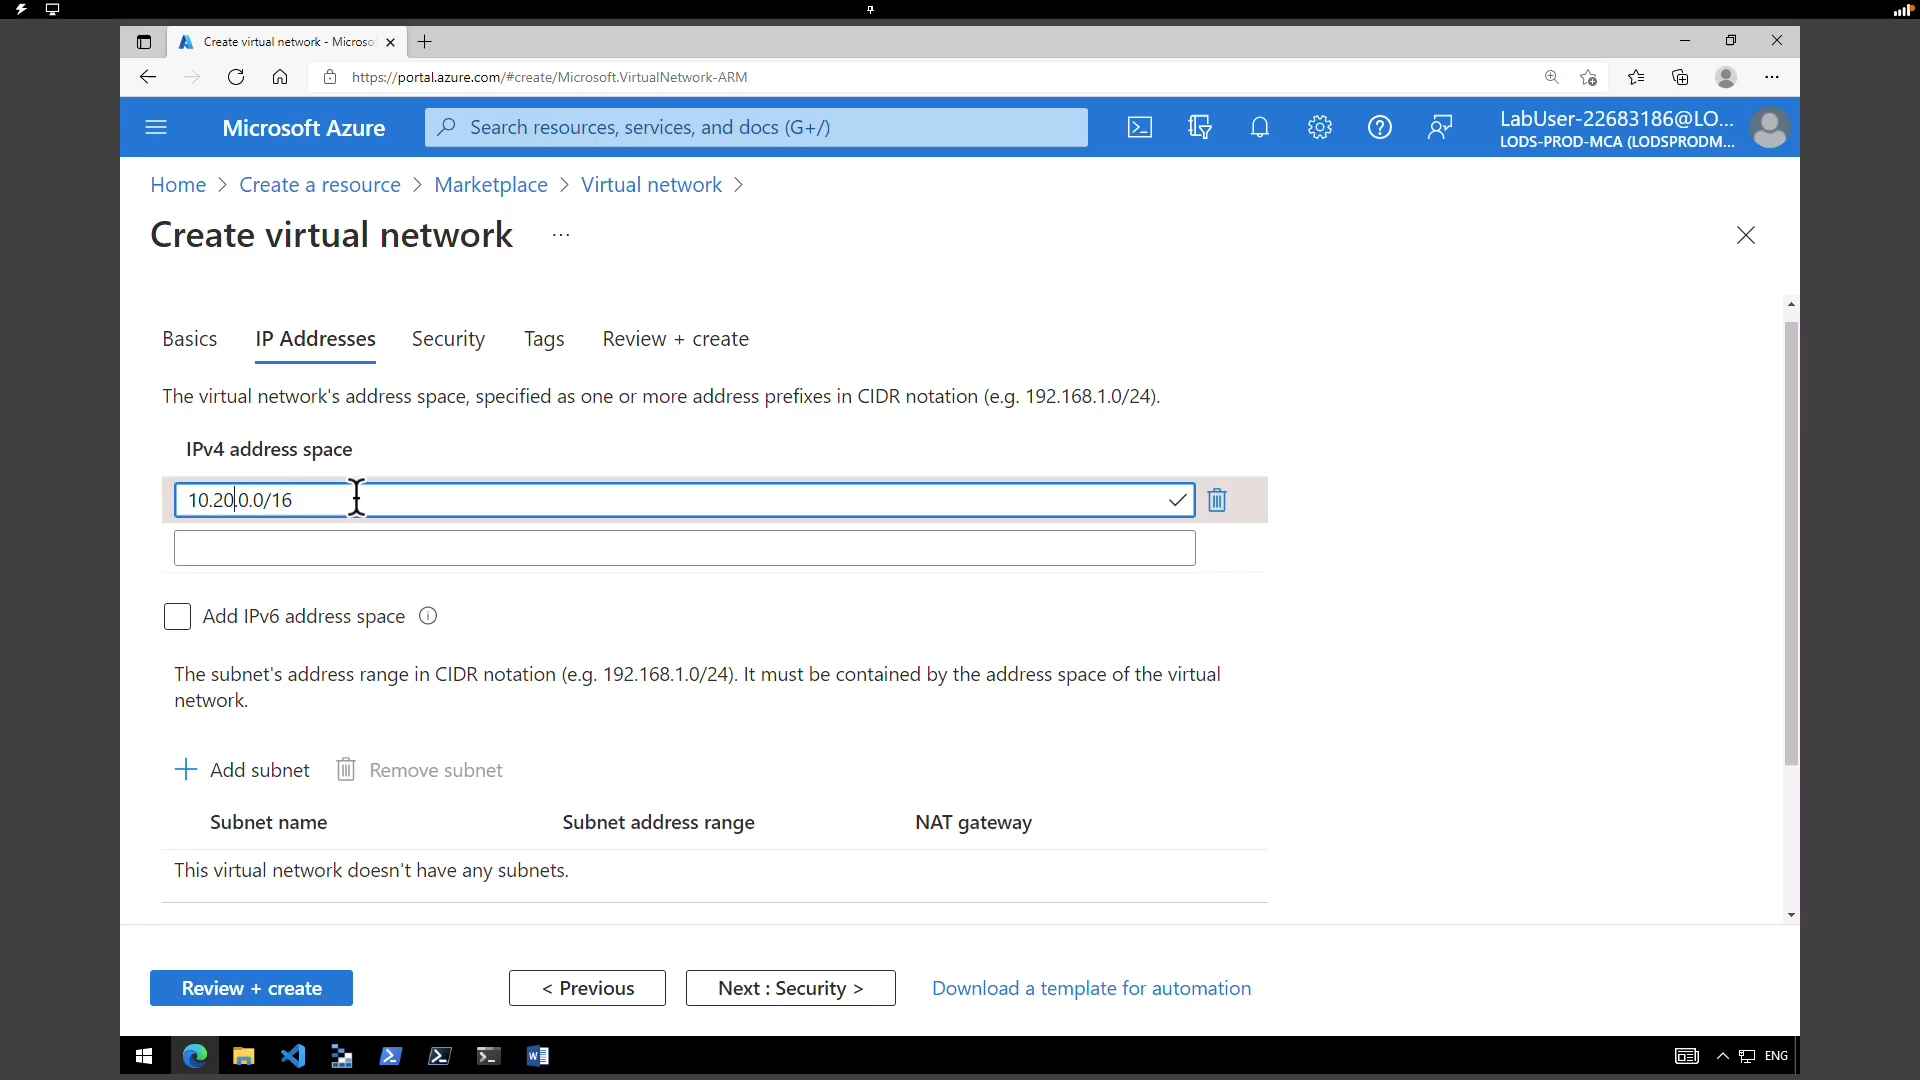 Create virtual network - Microso
https://portal.azure.com/#create/Microsoft.VirtualNetwork-ARM
Microsoft Azure
Search resources, services, and docs (G+/)
LabUser-22683186@LO...
LODS-PROD-MCA (LODSPRODM...
Home > Create a resource > Marketplace > Virtual network >
Create virtual network ...
Basics IP Addresses Security Tags Review + create
The virtual network's address space, specified as one or more address prefixes in CIDR notation (e.g. 192.168.1.0/24).
IPv4 address space
10.20.0.0/16
Add IPv6 address space
The subnet's address range in CIDR notation (e.g. 192.168.1.0/24). It must be contained by the address space of the virtual
network.
+ Add subnet Remove subnet
Subnet name Subnet address range NAT gateway
This virtual network doesn't have any subnets.
Review + create < Previous Next : Security > Download a template for automation
ENG